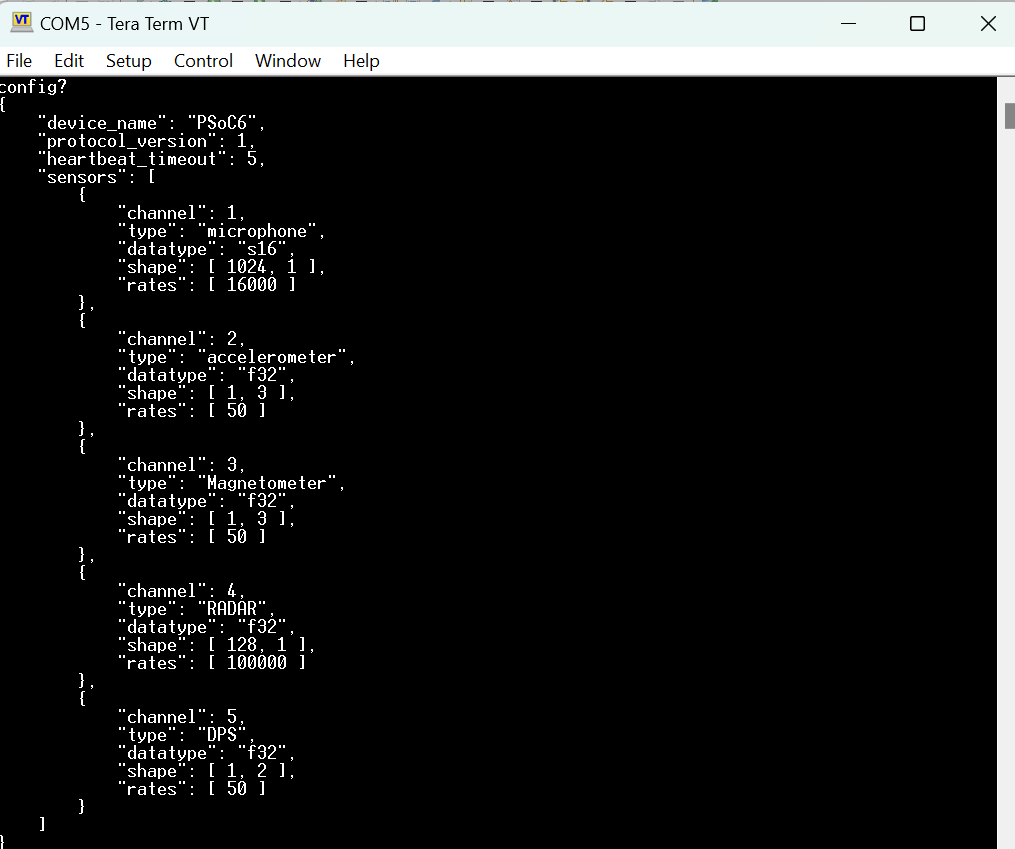 COM5 - Tera Term VT
File Edit Setup Control Window Help
config?
{
    "device_name": "PSoC6",
    "protocol_version": 1,
    "heartbeat_timeout": 5,
    "sensors": [
        {
            "channel": 1,
            "type": "microphone",
            "datatype": "s16",
            "shape": [ 1024, 1 ],
            "rates": [ 16000 ]
        },
        {
            "channel": 2,
            "type": "accelerometer",
            "datatype": "f32",
            "shape": [ 1, 3 ],
            "rates": [ 50 ]
        },
        {
            "channel": 3,
            "type": "Magnetometer",
            "datatype": "f32",
            "shape": [ 1, 3 ],
            "rates": [ 50 ]
        },
        {
            "channel": 4,
            "type": "RADAR",
            "datatype": "f32",
            "shape": [ 128, 1 ],
            "rates": [ 100000 ]
        },
        {
            "channel": 5,
            "type": "DPS",
            "datatype": "f32",
            "shape": [ 1, 2 ],
            "rates": [ 50 ]
        }
    ]
}